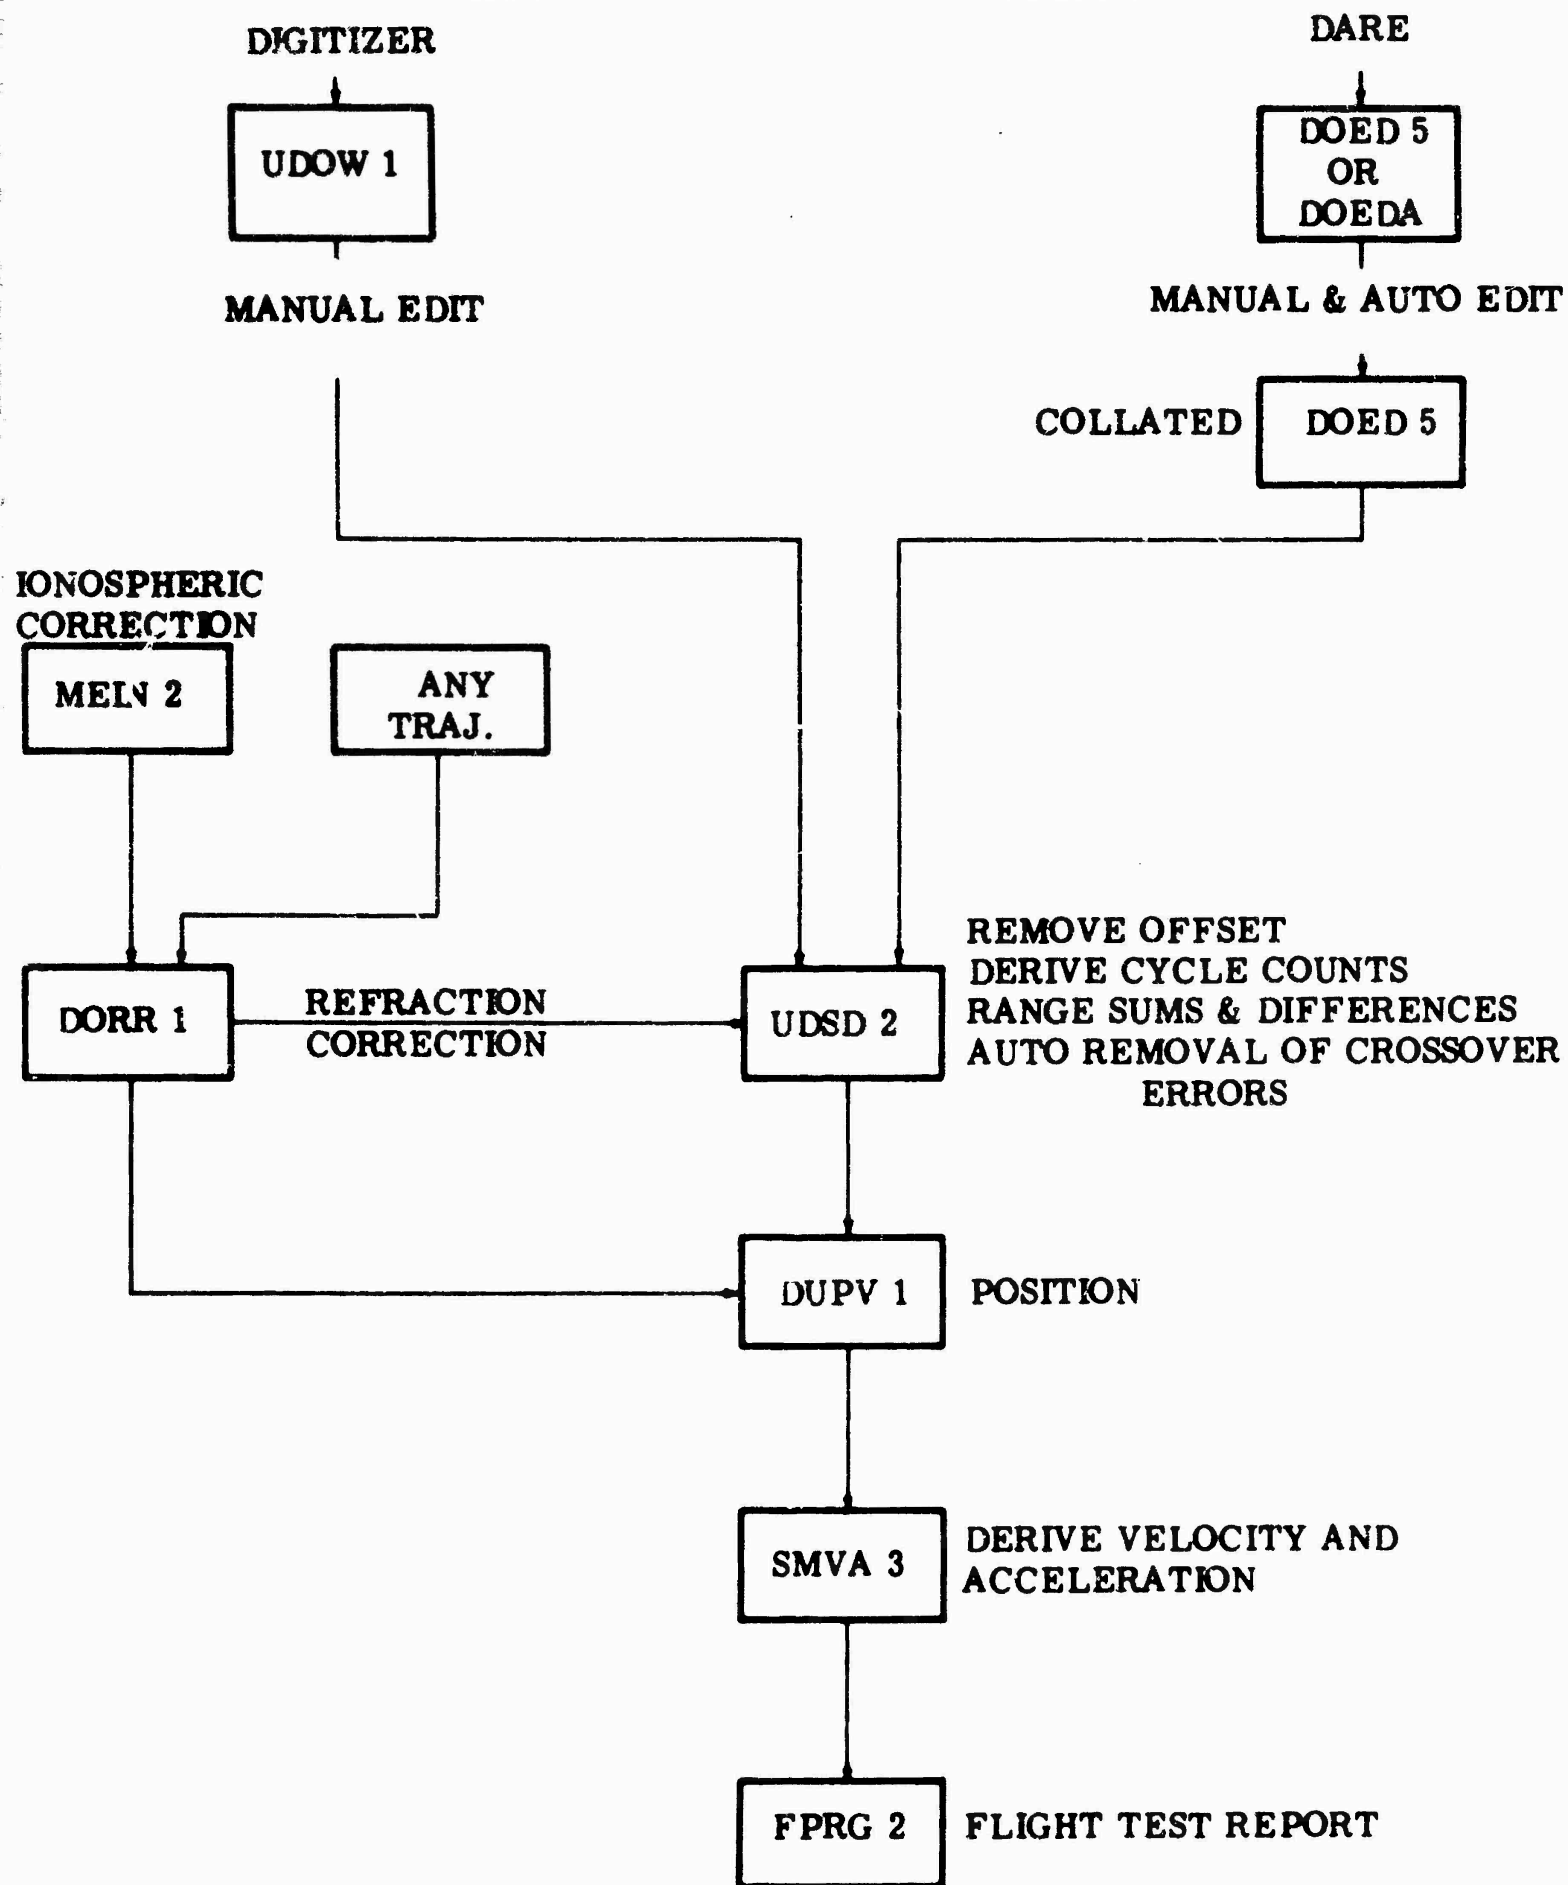 DIGITIZER
DARE
UDOW 1
DOED 5
OR
DOEDA
MANUAL EDIT
MANUAL & AUTO EDIT
COLLATED
DOED 5
IONOSPHERIC
CORRECTION
MELN 2
ANY
TRAJ.
DORR 1
REFRACTION
CORRECTION
UDSD 2
REMOVE OFFSET
DERIVE CYCLE COUNTS
RANGE SUMS & DIFFERENCES
AUTO REMOVAL OF CROSSOVER
ERRORS
DUPV 1
POSITION
SMVA 3
DERIVE VELOCITY AND
ACCELERATION
FPRG 2
FLIGHT TEST REPORT